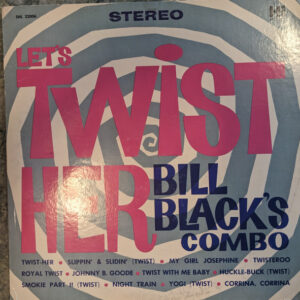 STEREO
LET'S
TWIST
HER
BILL
BLACK'S
COMBO
TWIST-HER • SLIPPIN' & SLIDIN' (TWIST) • MY GIRL JOSEPHINE • TWISTEROO
ROYAL TWIST • JOHNNY B. GOODE • TWIST WITH ME BABY • HUCKLE-BUCK (TWIST)
SMOKIE PART II (TWIST) • NIGHT TRAIN • YOGI (TWIST) • CORRINA, CORRINA